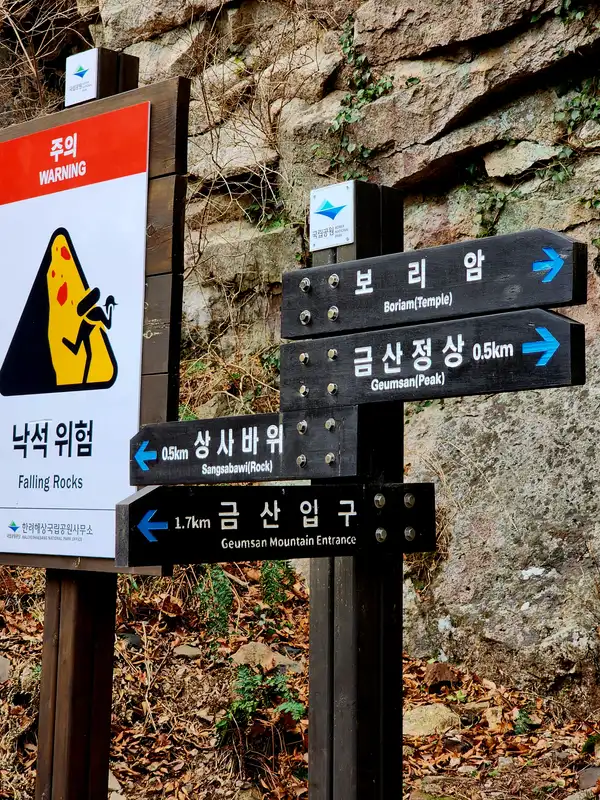 주의
WARNING
낙석 위험
Falling Rocks
한려해상국립공원사무소
국립공원
보 리 암
Boriam(Temple)
금산정상 0.5km
Geumsan(Peak)
0.5km 상사바위
Sangsabawi(Rock)
1.7km 금 산 입 구
Geumsan Mountain Entrance